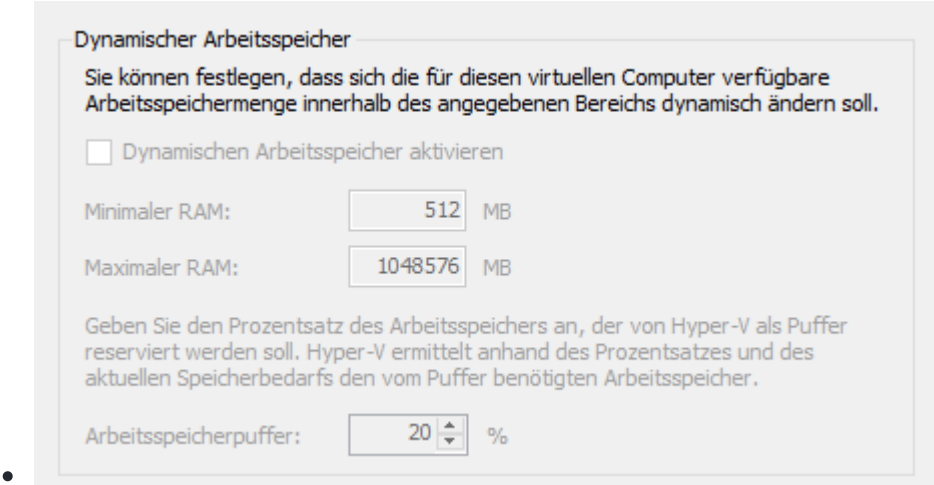 Dynamischer Arbeitsspeicher
Sie können festlegen, dass sich die für diesen virtuellen Computer verfügbare
Arbeitsspeichermenge innerhalb des angegebenen Bereichs dynamisch ändern soll.
Dynamischen Arbeitsspeicher aktivieren
Minimaler RAM: 512 MB
Maximaler RAM: 1048576 MB
Geben Sie den Prozentsatz des Arbeitsspeichers an, der von Hyper-V als Puffer
reserviert werden soll. Hyper-V ermittelt anhand des Prozentsatzes und des
aktuellen Speicherbedarfs den vom Puffer benötigten Arbeitsspeicher.
Arbeitsspeicherpuffer: 20 %